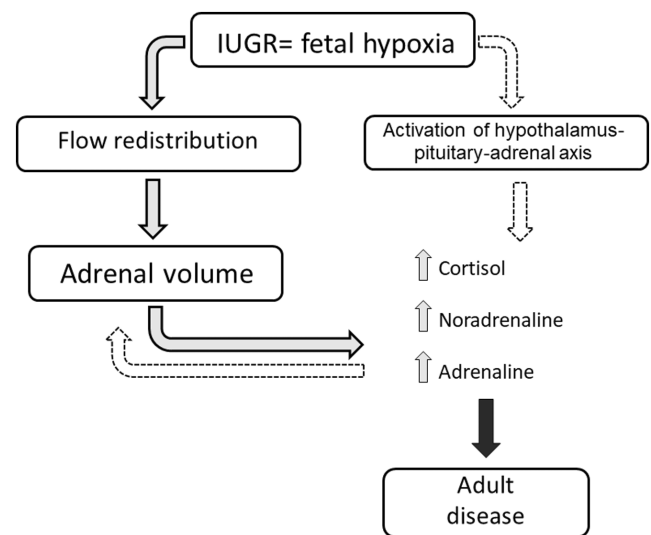 IUGR= fetal hypoxia
Flow redistribution
Activation of hypothalamus-
pituitary-adrenal axis
Adrenal volume
Cortisol
Noradrenaline
Adrenaline
Adult
disease